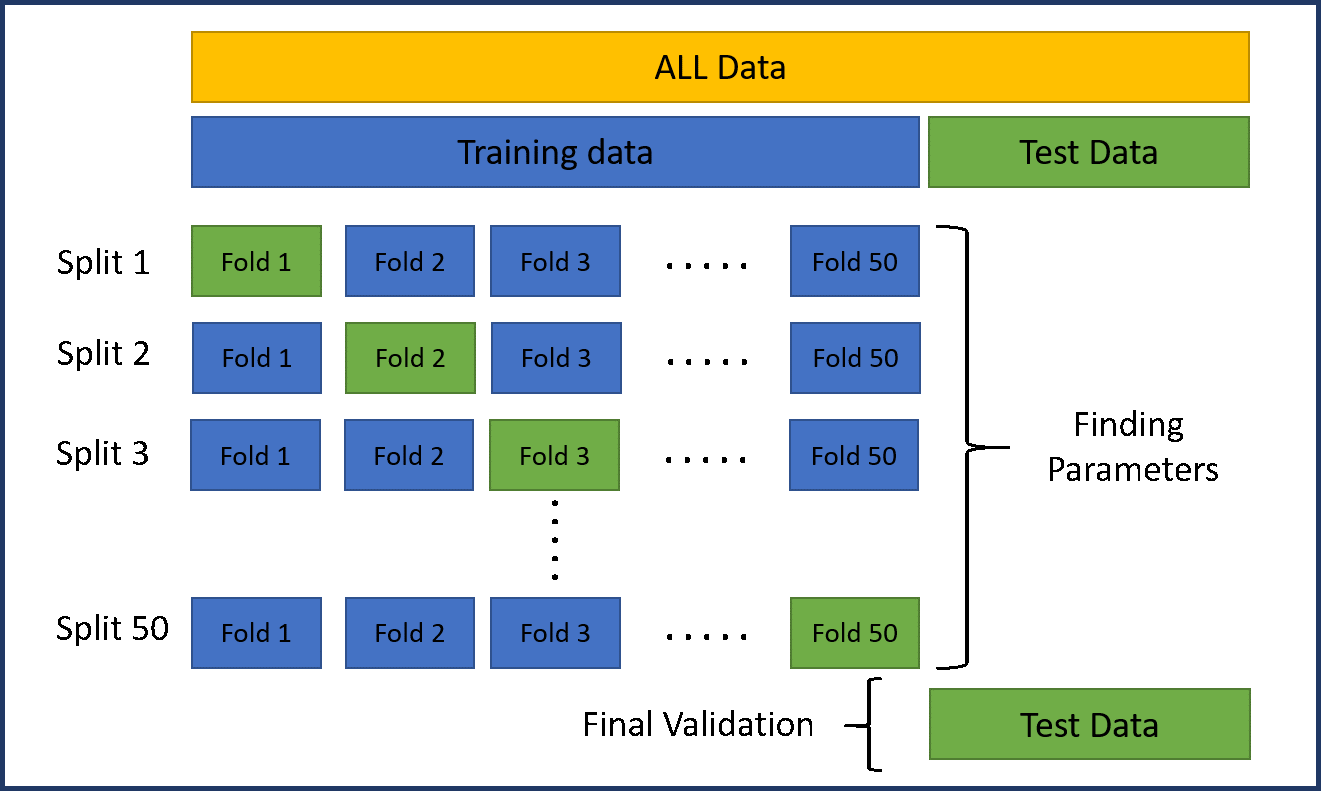 ALL Data
Training data Test Data
Split 1 Fold 1 Fold 2 Fold 3 ..... Fold 50
Split 2 Fold 1 Fold 2 Fold 3 ..... Fold 50
Split 3 Fold 1 Fold 2 Fold 3 ..... Fold 50
Finding
Parameters
Split 50 Fold 1 Fold 2 Fold 3 ..... Fold 50
Final Validation Test Data